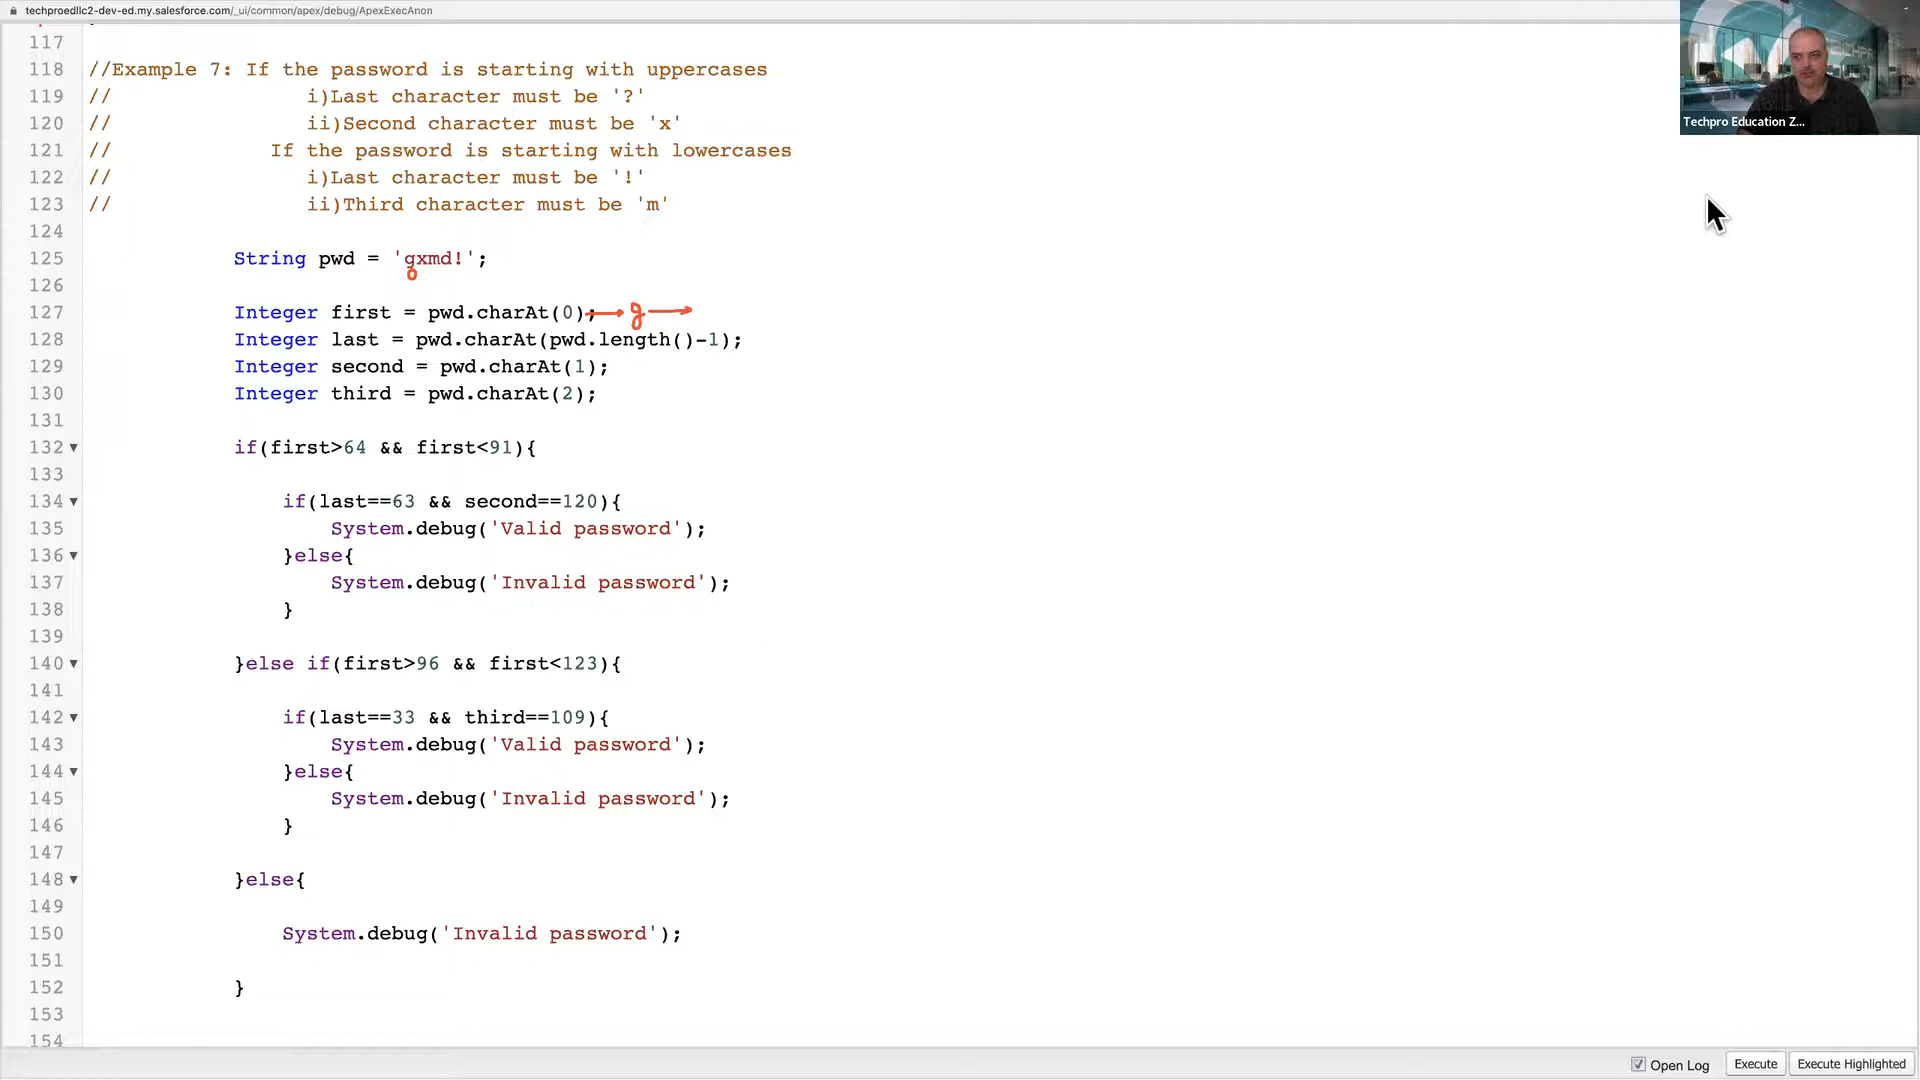 techproedllc2-dev-ed.my.salesforce.com/_ui/common/apex/debug/ApexExecAnon
117
118 //Example 7: If the password is starting with uppercases
119 // i)Last character must be '?'
120 // ii)Second character must be 'x'
121 // If the password is starting with lowercases
122 // i)Last character must be '!'
123 // ii)Third character must be 'm'
124
125 String pwd = 'gxmd!';
0
126
127 Integer first = pwd.charAt(0); → g →
128 Integer last = pwd.charAt(pwd.length()-1);
129 Integer second = pwd.charAt(1);
130 Integer third = pwd.charAt(2);
131
132 if(first>64 && first<91){
133
134 if(last==63 && second==120){
135 System.debug('Valid password');
136 }else{
137 System.debug('Invalid password');
138 }
139
140 }else if(first>96 && first<123){
141
142 if(last==33 && third==109){
143 System.debug('Valid password');
144 }else{
145 System.debug('Invalid password');
146 }
147
148 }else{
149
150 System.debug('Invalid password');
151
152 }
153
154
Techpro Education Z...
Open Log Execute Execute Highlighted